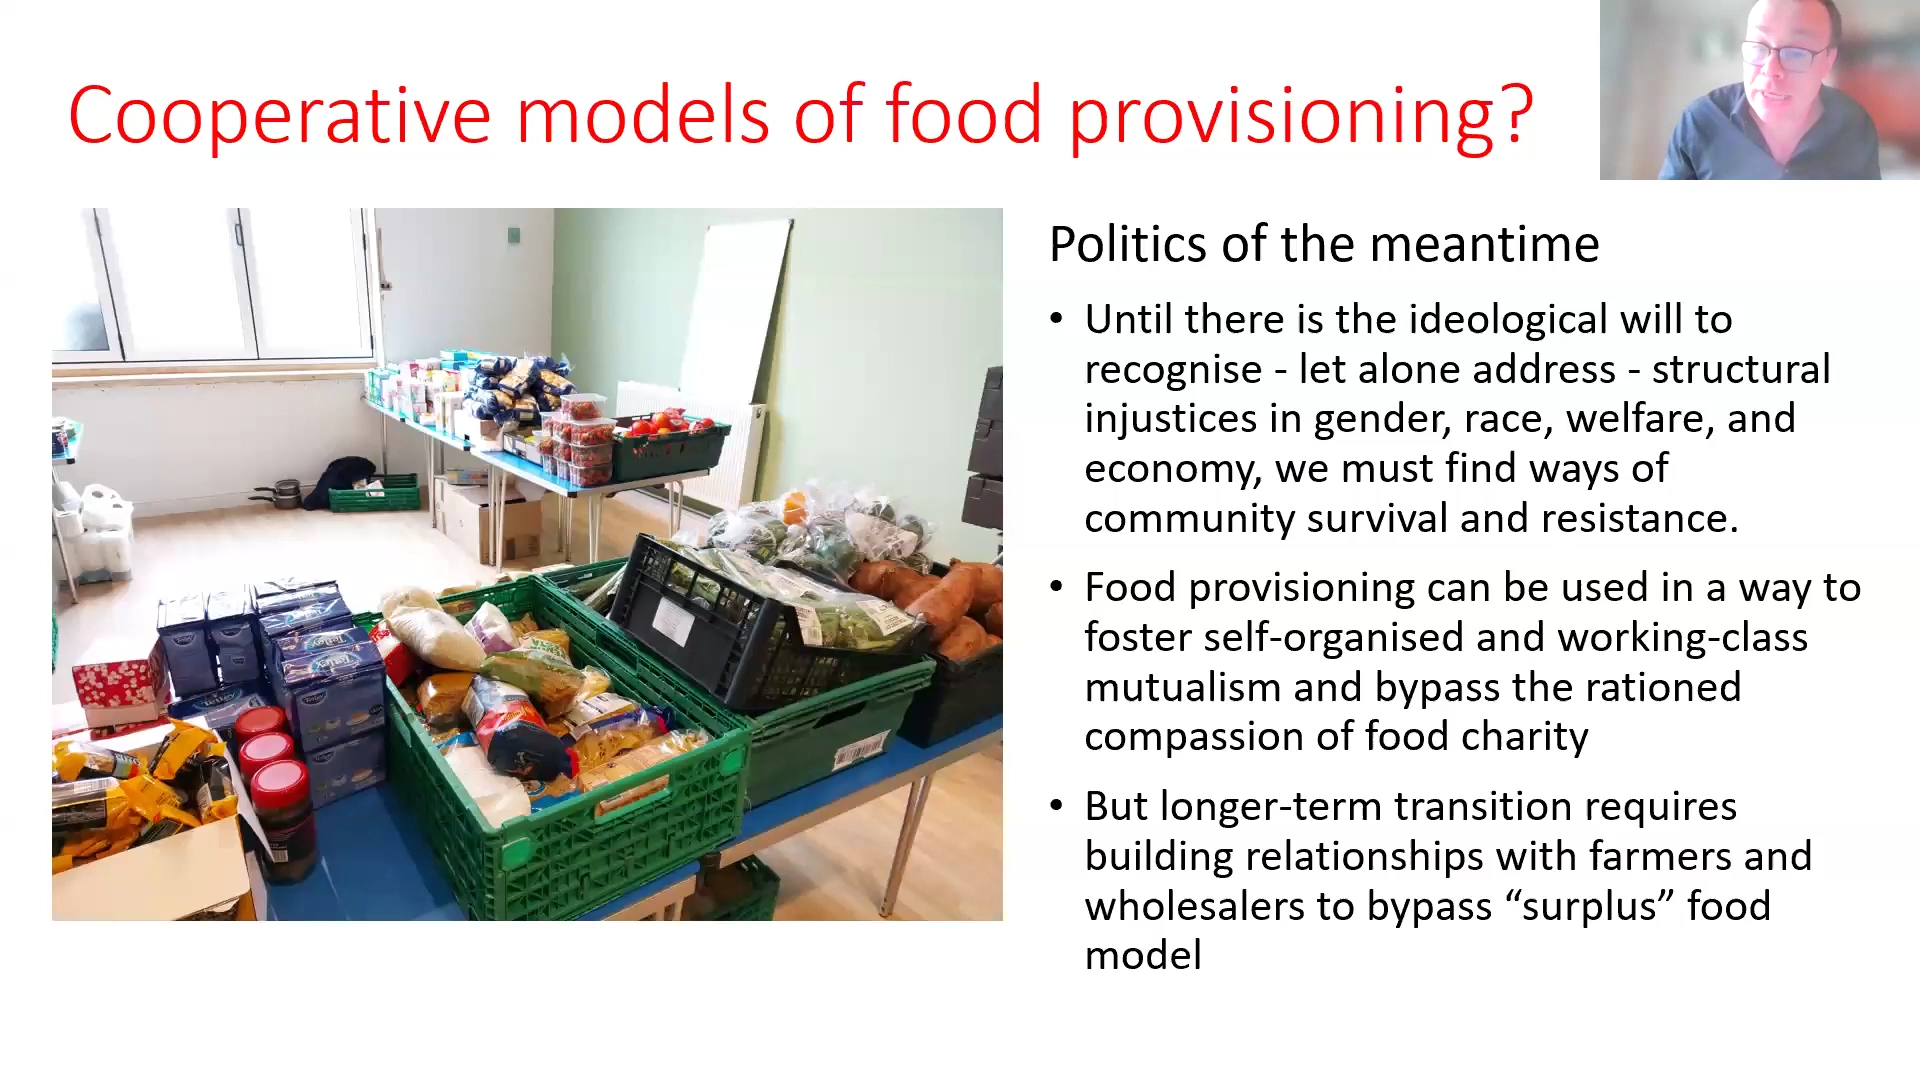 Cooperative models of food provisioning?
Politics of the meantime
• Until there is the ideological will to
recognise - let alone address - structural
injustices in gender, race, welfare, and
economy, we must find ways of
community survival and resistance.
• Food provisioning can be used in a way to
foster self-organised and working-class
mutualism and bypass the rationed
compassion of food charity
• But longer-term transition requires
building relationships with farmers and
wholesalers to bypass “surplus” food
model
Tetley
Tetley
Tetley